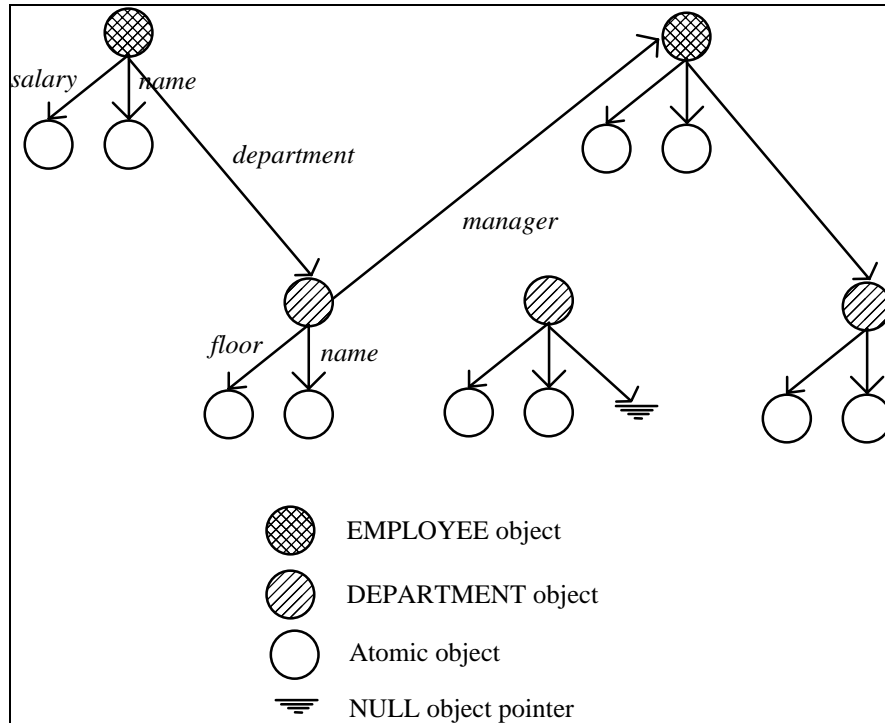 salary
name
department
manager
floor
name
EMPLOYEE object
DEPARTMENT object
Atomic object
NULL object pointer